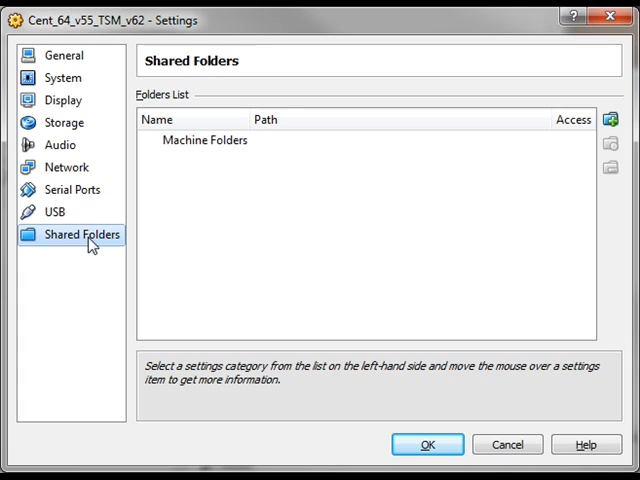 Cent_64_v55_TSM_v62 - Settings
?
General
System
Display
Storage
Audio
Network
Serial Ports
USB
Shared Folders
Shared Folders
Folders List
Name Path Access
Machine Folders
Select a settings category from the list on the left-hand side and move the mouse over a settings
item to get more information.
OK Cancel Help